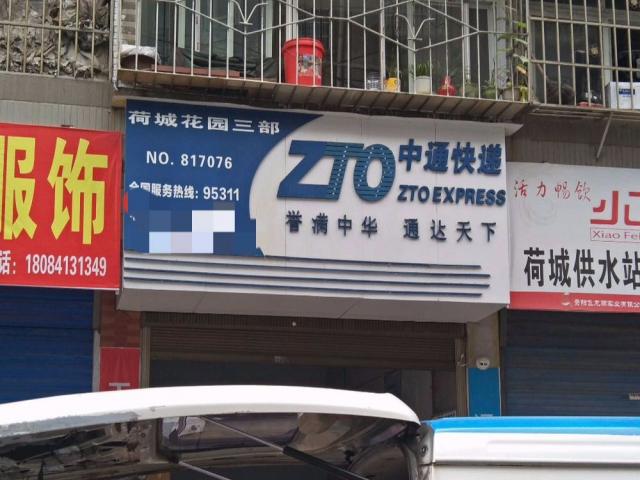 服饰
话: 18084131349
荷城花园三部
NO. 817076
全国服务热线: 95311
ZTO 中通快递
ZTO EXPRESS
誉满中华 通达天下
活力畅饮
小
Xiao Fei
荷城供水站